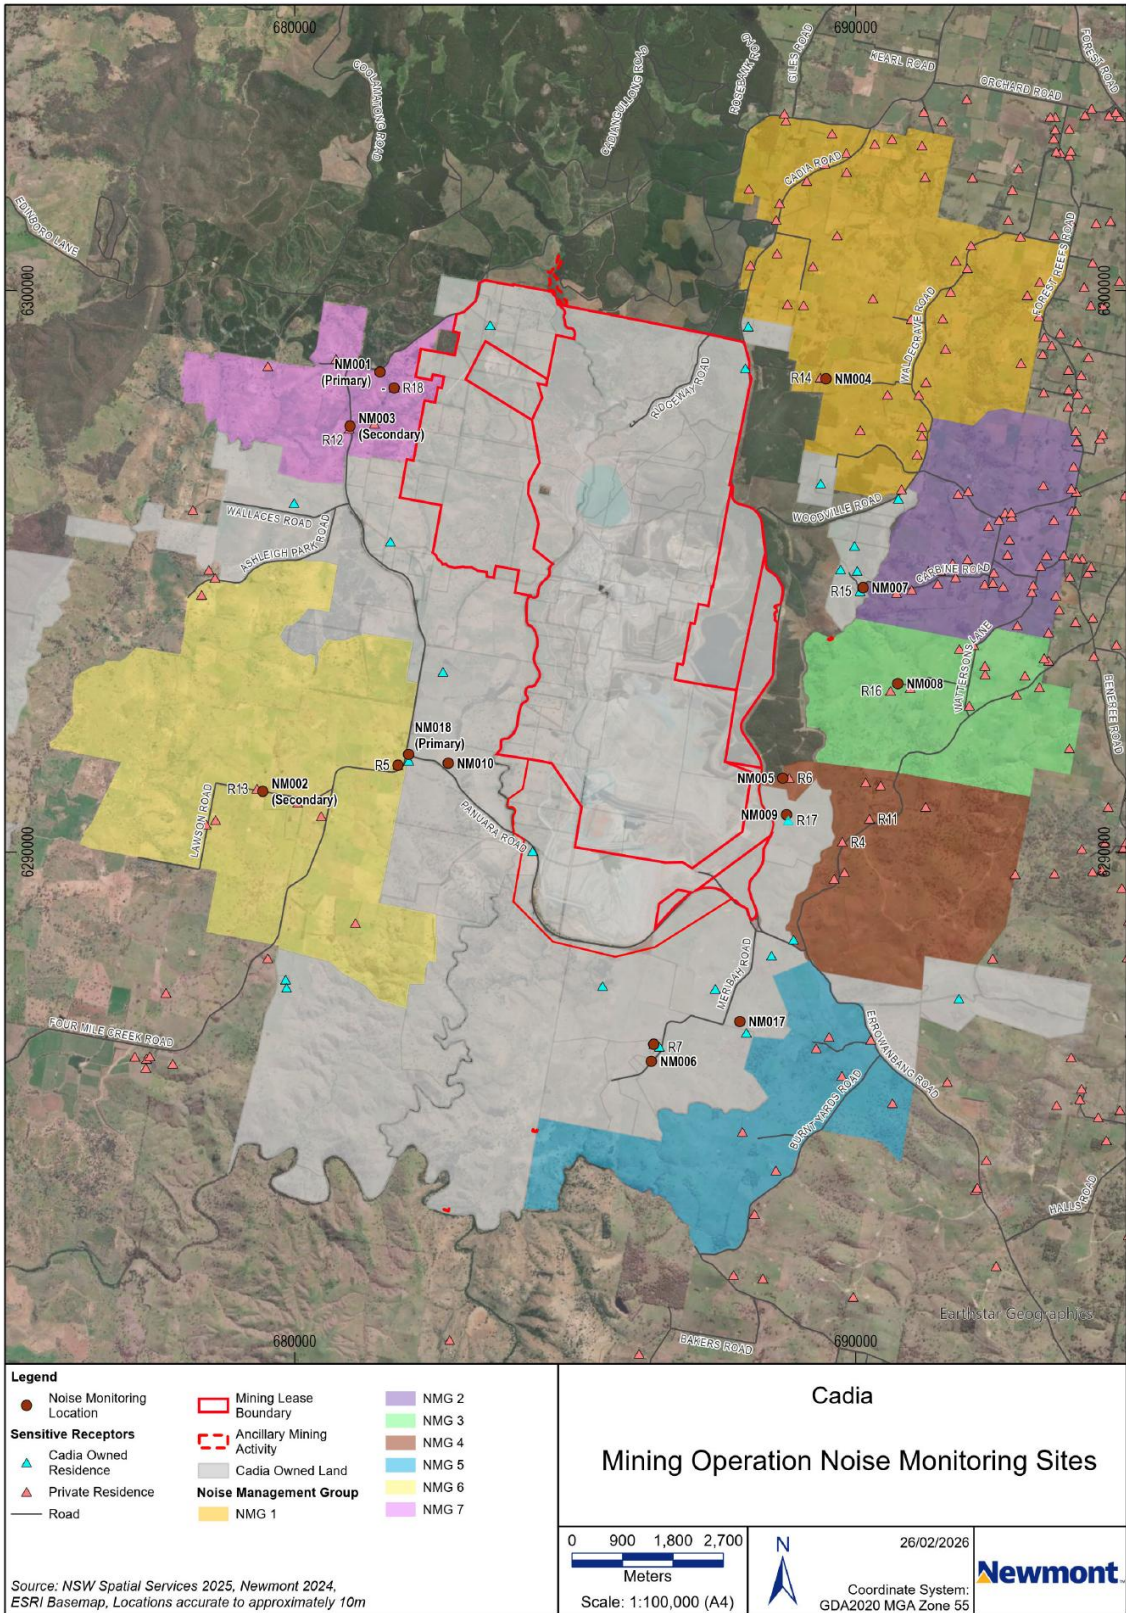 680000
690000
COOLAMATONG ROAD
CADIANGULLONG ROAD
ROSEBANK RO
CA
GILES ROAD
KEARL ROAD
ORCHARD ROAD
FOREST ROAD
CADIA ROAD
EDINBORO LANE
FOREST REEFS ROAD
6300000
6300000
WALDEGRAVE ROAD
RIDGEWAY ROAD
NM001
(Primary)
R18
R14
NM004
NM003
(Secondary)
R12
WALLACES ROAD
ASHLEIGH PARK ROAD
WOODVILLE ROAD
CARBINE ROAD
R15
NM007
WATTERSONS LANE
R16
NM008
BENEREE ROAD
NM018
(Primary)
R5
NM010
R13
NM002
(Secondary)
LAWSON ROAD
PANUARA ROAD
NM005
R6
NM009
R17
R11
R4
6290000
6290000
MERIBAH ROAD
NM017
R7
NM006
FOUR MILE CREEK ROAD
ERROWANBANG ROAD
BURNT YARDS ROAD
HALLS ROAD
BAKERS ROAD
Earthstar Geographics
680000
690000
Legend
Noise Monitoring
Location
Sensitive Receptors
Cadia Owned
Residence
Private Residence
Road
Mining Lease
Boundary
Ancillary Mining
Activity
Cadia Owned Land
Noise Management Group
NMG 1
NMG 2
NMG 3
NMG 4
NMG 5
NMG 6
NMG 7
Source: NSW Spatial Services 2025, Newmont 2024,
ESRI Basemap, Locations accurate to approximately 10m
Cadia
Mining Operation Noise Monitoring Sites
0 900 1,800 2,700
Meters
Scale: 1:100,000 (A4)
N
26/02/2026
Coordinate System:
GDA2020 MGA Zone 55
Newmont